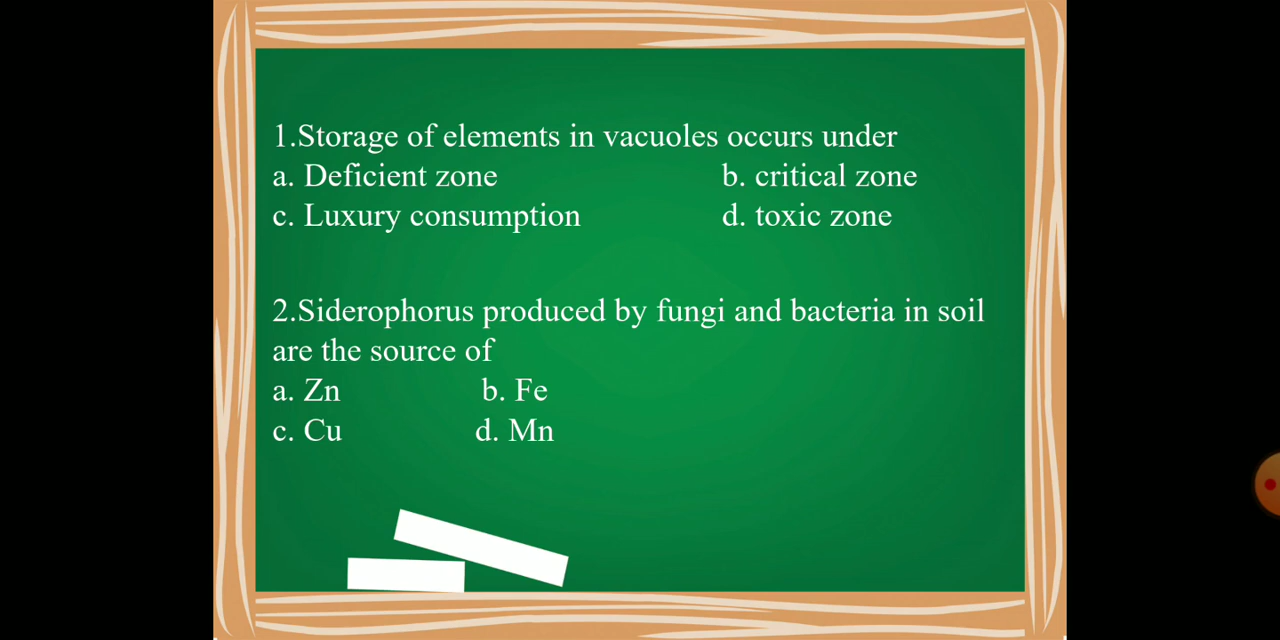 1.Storage of elements in vacuoles occurs under
a. Deficient zone b. critical zone
c. Luxury consumption d. toxic zone
2.Siderophorus produced by fungi and bacteria in soil
are the source of
a. Zn b. Fe
c. Cu d. Mn